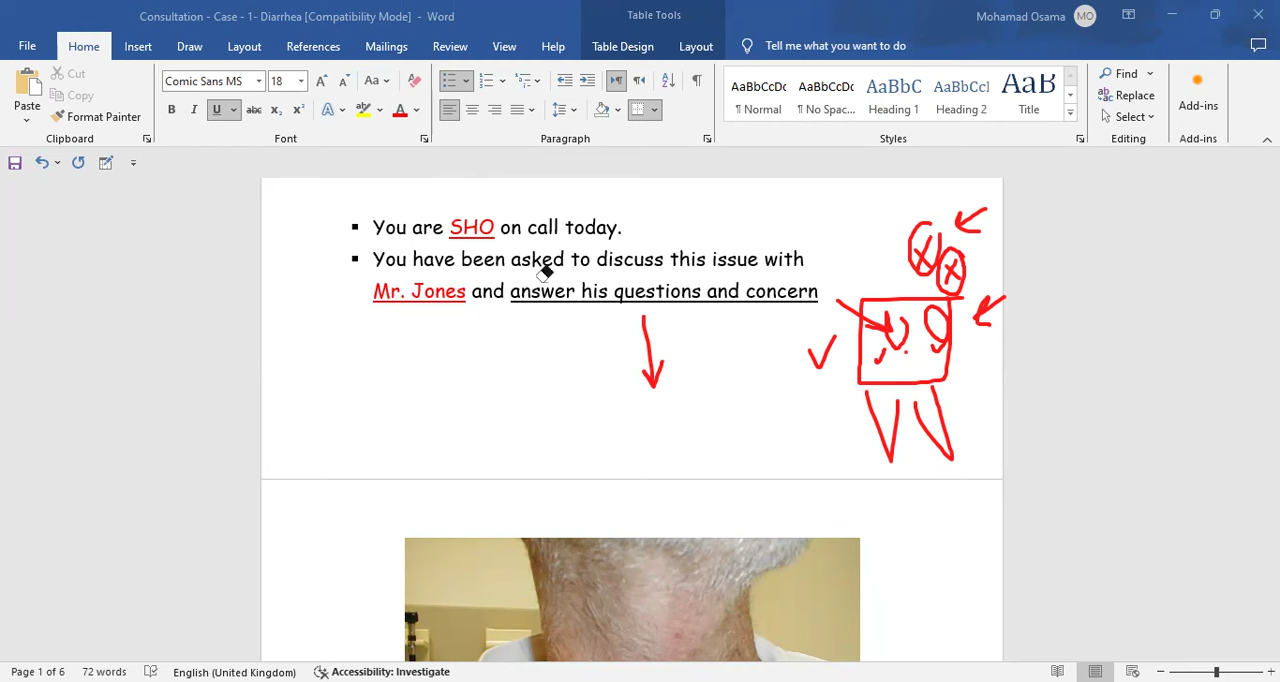 Consultation - Case - 1- Diarrhea [Compatibility Mode] - Word
Table Tools
Mohamad Osama
MO
File Home Insert Draw Layout References Mailings Review View Help Table Design Layout Tell me what you want to do
Paste
Cut
Copy
Format Painter
Clipboard
Comic Sans MS 18
Font
Paragraph
AaBbCcDc AaBbCcDc AaBbC AaBbCcl AaB
¶ Normal ¶ No Spac... Heading 1 Heading 2 Title
Styles
Find
Replace
Select
Editing
Add-ins
Add-ins
▪ You are SHO on call today.
▪ You have been asked to discuss this issue with
Mr. Jones and answer his questions and concern
Page 1 of 6 72 words English (United Kingdom) Accessibility: Investigate